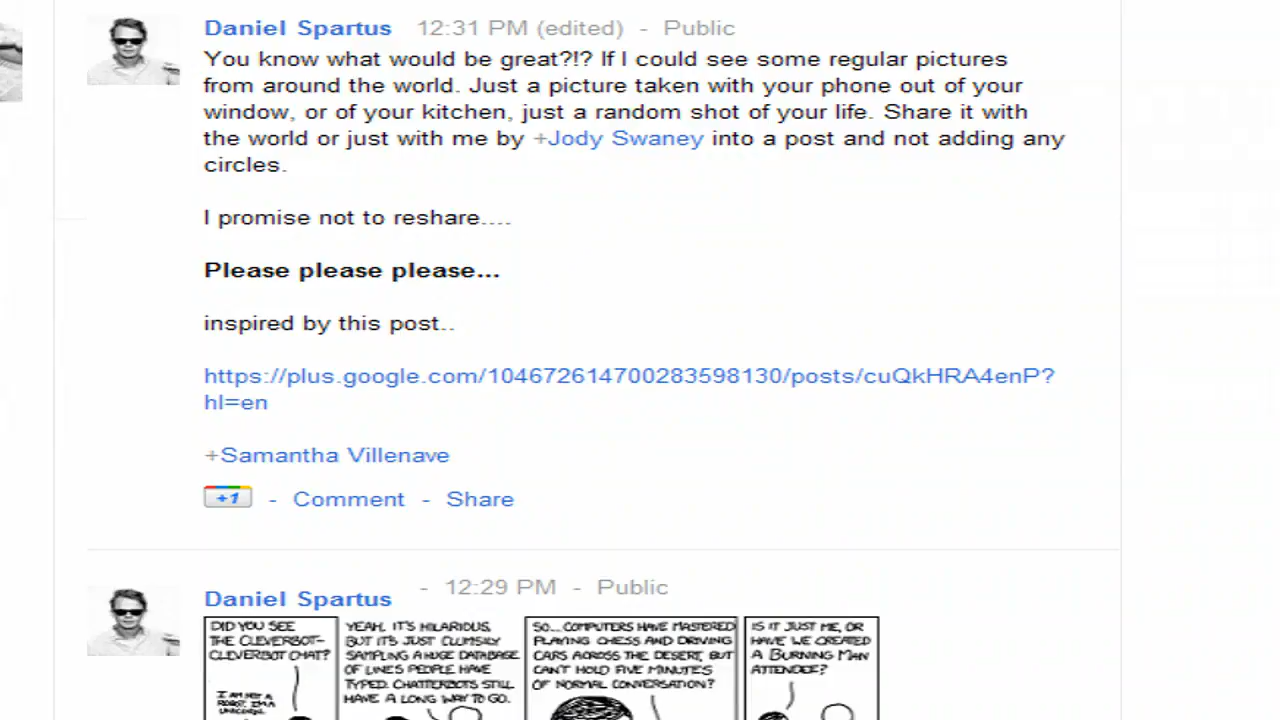 Daniel Spartus 12:31 PM (edited) - Public
You know what would be great?!? If I could see some regular pictures
from around the world. Just a picture taken with your phone out of your
window, or of your kitchen, just a random shot of your life. Share it with
the world or just with me by +Jody Swaney into a post and not adding any
circles.
I promise not to reshare....
Please please please...
inspired by this post..
https://plus.google.com/104672614700283598130/posts/cuQkHRA4enP?
hl=en
+Samantha Villenave
+1 - Comment - Share
Daniel Spartus - 12:29 PM - Public
DID YOU SEE
THE CLEVERBOT-
CLEVERBOT CHAT?
I AM NOT A
ROBOT. I'M A
UNICORN.
YEAH. IT'S HILARIOUS,
BUT IT'S JUST CLUMSILY
SAMPLING A HUGE DATABASE
OF LINES PEOPLE HAVE
TYPED. CHATTERBOTS STILL
HAVE A LONG WAY TO GO.
SO... COMPUTERS HAVE MASTERED
PLAYING CHESS AND DRIVING
CARS ACROSS THE DESERT, BUT
CAN'T HOLD FIVE MINUTES
OF NORMAL CONVERSATION?
IS IT JUST ME, OR
HAVE WE CREATED
A BURNING MAN
ATTENDEE?